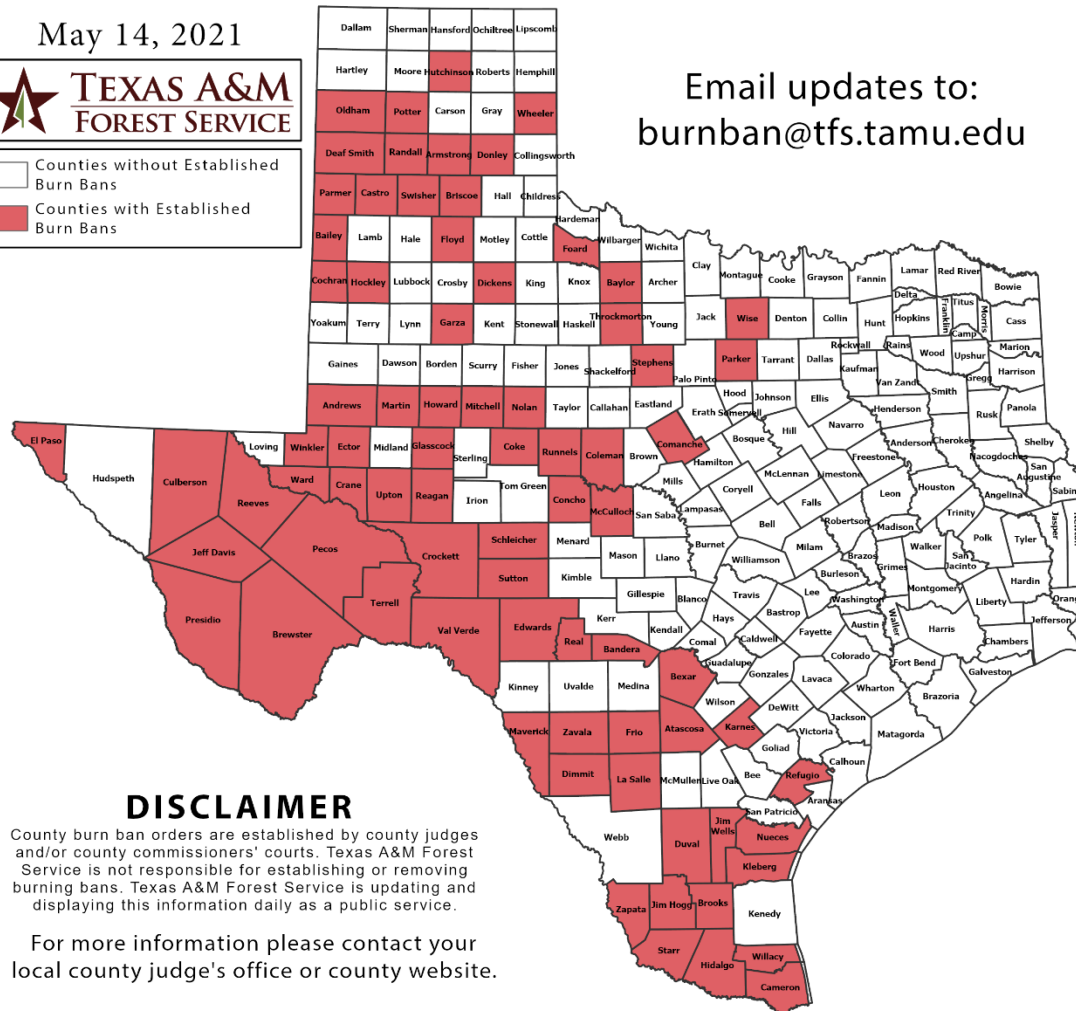 May 14, 2021
TEXAS A&M
FOREST SERVICE
Counties without Established
Burn Bans
Counties with Established
Burn Bans
Email updates to:
burnban@tfs.tamu.edu
Dallam Sherman Hansford Ochiltree Lipscomb
Hartley Moore Hutchinson Roberts Hemphill
Oldham Potter Carson Gray Wheeler
Deaf Smith Randall Armstrong Donley Collingsworth
Parmer Castro Swisher Briscoe Hall Childress
Hardeman
Bailey Lamb Hale Floyd Motley Cottle Foard Wilbarger Wichita
Clay Montague Cooke Grayson Fannin Lamar Red River Bowie
Cochran Hockley Lubbock Crosby Dickens King Knox Baylor Archer
Delta Franklin Titus Morris
Yoakum Terry Lynn Garza Kent Stonewall Haskell Throckmorton Young Jack Wise Denton Collin Hunt Hopkins Camp Cass
Rockwall Rains Wood Upshur Marion
Gaines Dawson Borden Scurry Fisher Jones Shackelford Stephens Palo Pinto Parker Tarrant Dallas Kaufman Van Zandt Gregg Harrison
Andrews Martin Howard Mitchell Nolan Taylor Callahan Eastland Erath Hood Somervell Johnson Ellis Henderson Smith Rusk Panola
El Paso Hudspeth Culberson Loving Winkler Ector Midland Glasscock Sterling Coke Runnels Coleman Brown Comanche Hamilton Bosque Hill Navarro Anderson Cherokee Nacogdoches Shelby
Reeves Ward Crane Upton Reagan Irion Tom Green Concho McCulloch San Saba Mills Lampasas Coryell McLennan Limestone Freestone Leon Houston Angelina San
Augustine Sabin
Jeff Davis Pecos Crockett Schleicher Menard Mason Llano Burnet Bell Falls Robertson Madison Trinity Polk Tyler Jasper
Presidio Brewster Terrell Sutton Kimble Gillespie Blanco Williamson Milam Brazos Burleson Grimes Walker San
Jacinto Hardin
Val Verde Edwards Real Kerr Bandera Kendall Comal Hays Travis Bastrop Lee Washington Waller Montgomery Liberty Orang
Jefferson
Caldwell Fayette Austin Harris Chambers
Kinney Uvalde Medina Bexar Guadalupe Gonzales Lavaca Colorado Fort Bend Galveston
Wilson Wharton Brazoria
Maverick Zavala Frio Atascosa Karnes DeWitt Jackson Matagorda
Victoria Goliad Calhoun
Dimmit La Salle McMullen Live Oak Bee Refugio Aransas
San Patricio
Webb Duval Jim
Wells Nueces
Kleberg
Zapata Jim Hogg Brooks Kenedy
Starr Hidalgo Willacy
Cameron
DISCLAIMER
County burn ban orders are established by county judges
and/or county commissioners' courts. Texas A&M Forest
Service is not responsible for establishing or removing
burning bans. Texas A&M Forest Service is updating and
displaying this information daily as a public service.
For more information please contact your
local county judge's office or county website.